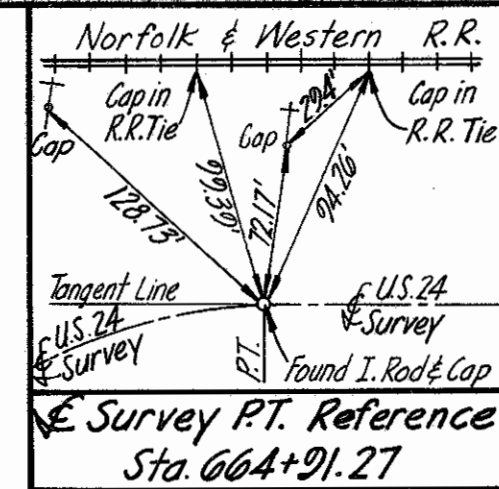 Norfolk & Western R.R.
Cap in
R.R.Tie
29.4'
Cap in
R.R. Tie
Cap
Cap
128.73'
99.39'
72.17'
94.26'
Tangent Line
℄ U.S.24
Survey
℄ U.S.24
Survey
P.T.
Found I. Rod & Cap
℄ Survey P.T. Reference
Sta. 664+91.27